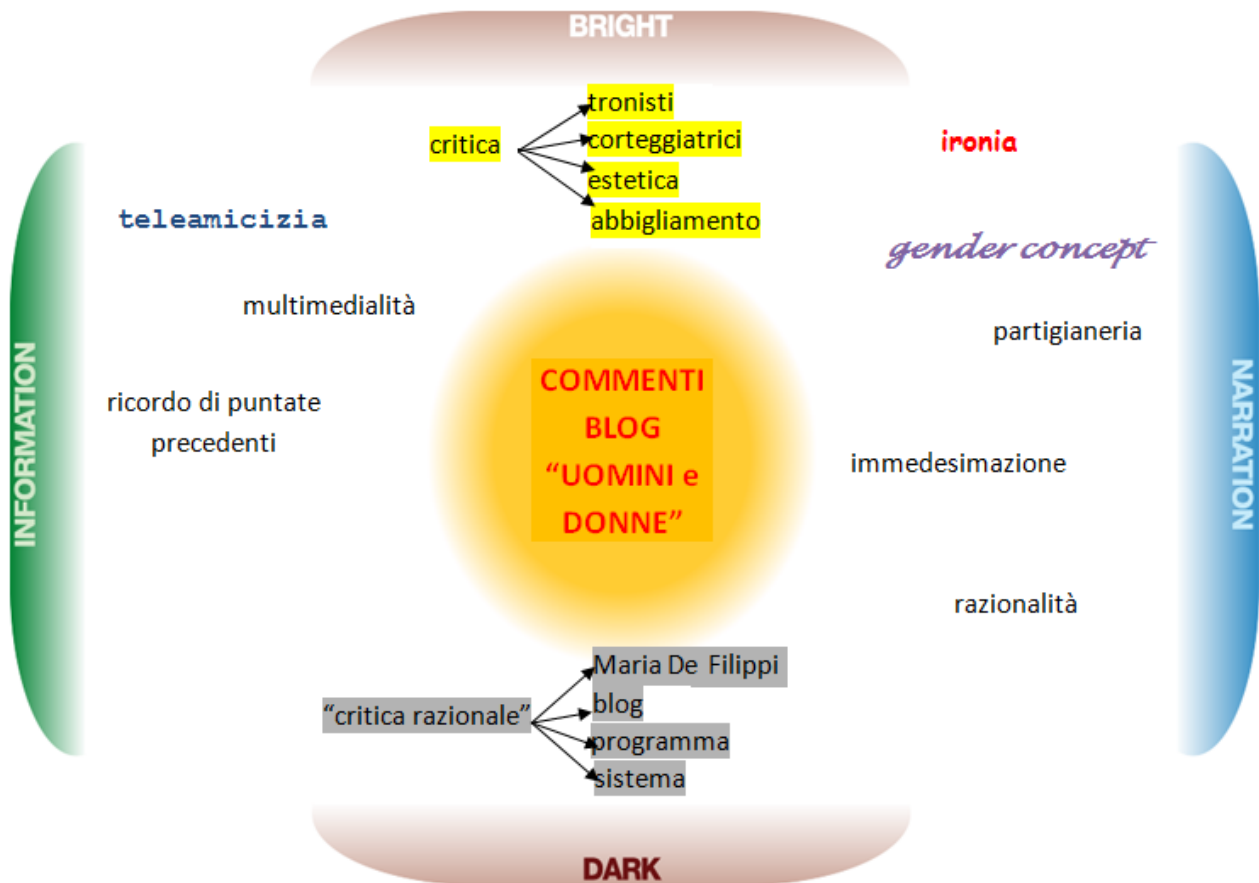 BRIGHT
tronisti
critica
corteggiatrici
ironia
estetica
teleamicizia
abbigliamento
gender concept
multimedialità
partigianeria
INFORMATION
NARRATION
COMMENTI
BLOG
“UOMINI e
DONNE”
ricordo di puntate
precedenti
immedesimazione
razionalità
Maria De Filippi
“critica razionale”
blog
programma
sistema
DARK